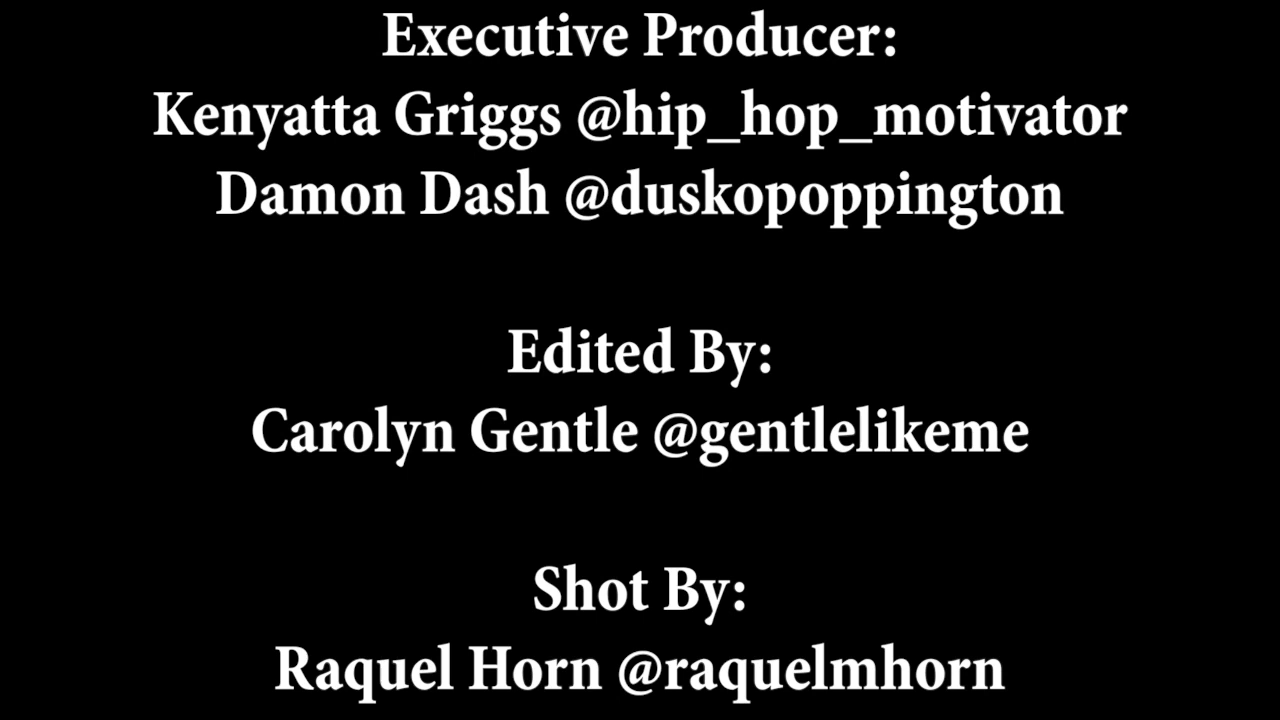 Executive Producer:
Kenyatta Griggs @hip_hop_motivator
Damon Dash @duskopoppington
Edited By:
Carolyn Gentle @gentlelikeme
Shot By:
Raquel Horn @raquelmhorn